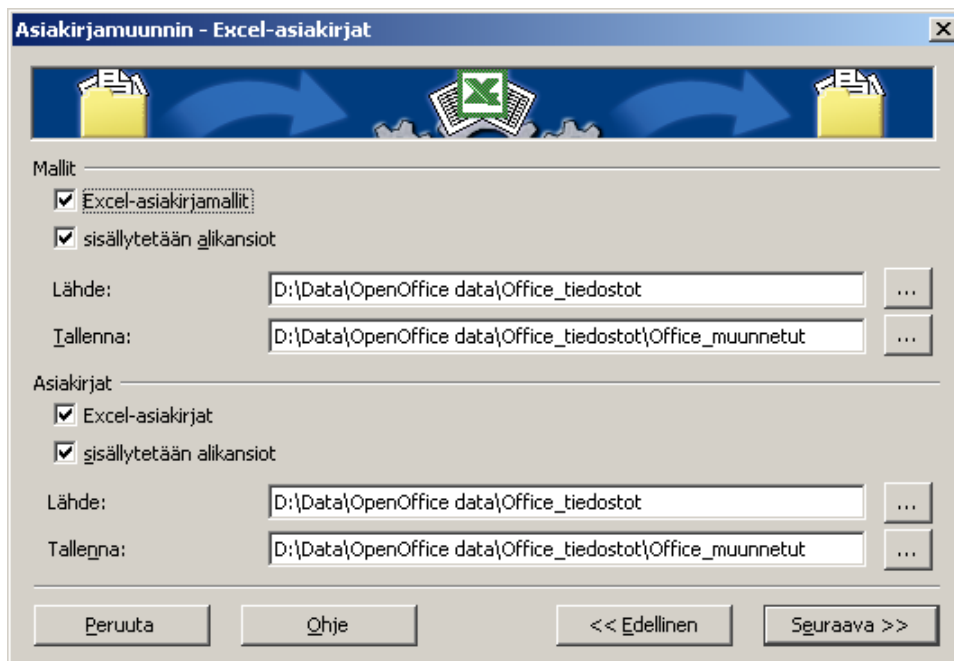 Asiakirjamuunnin - Excel-asiakirjat
Mallit
Excel-asiakirjamallit
sisällytetään alikansiot
Lähde: D:\Data\OpenOffice data\Office_tiedostot ...
Tallenna: D:\Data\OpenOffice data\Office_tiedostot\Office_muunnetut ...
Asiakirjat
Excel-asiakirjat
sisällytetään alikansiot
Lähde: D:\Data\OpenOffice data\Office_tiedostot ...
Tallenna: D:\Data\OpenOffice data\Office_tiedostot\Office_muunnetut ...
Peruuta Ohje << Edellinen Seuraava >>